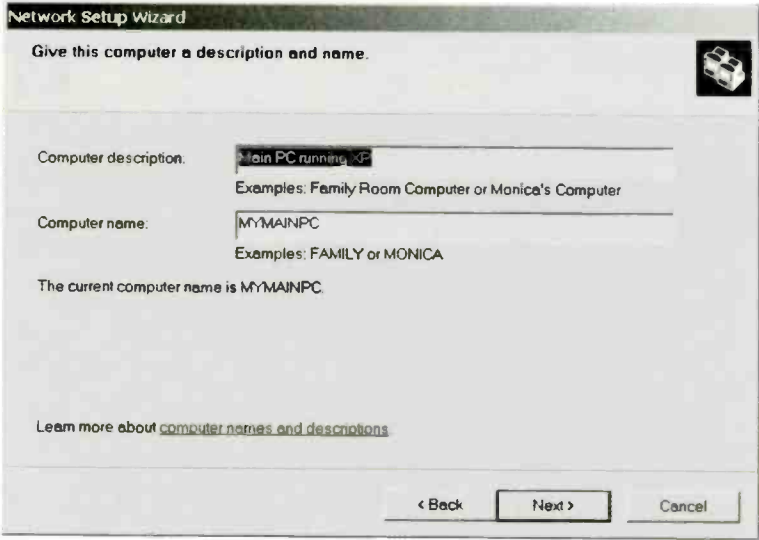 Network Setup Wizard
Give this computer a description and name.
Computer description:
Main PC running XP
Examples: Family Room Computer or Monica's Computer
Computer name:
MYMAINPC
Examples: FAMILY or MONICA
The current computer name is MYMAINPC.
Learn more about computer names and descriptions
< Back
Next >
Cancel